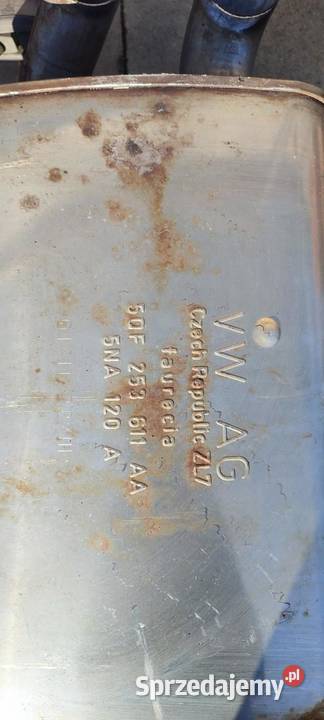 VW AG
Czech Republic ZL7
faurecia
5QF 253 611 AA
5NA 120 A
Sprzedajemy.pl